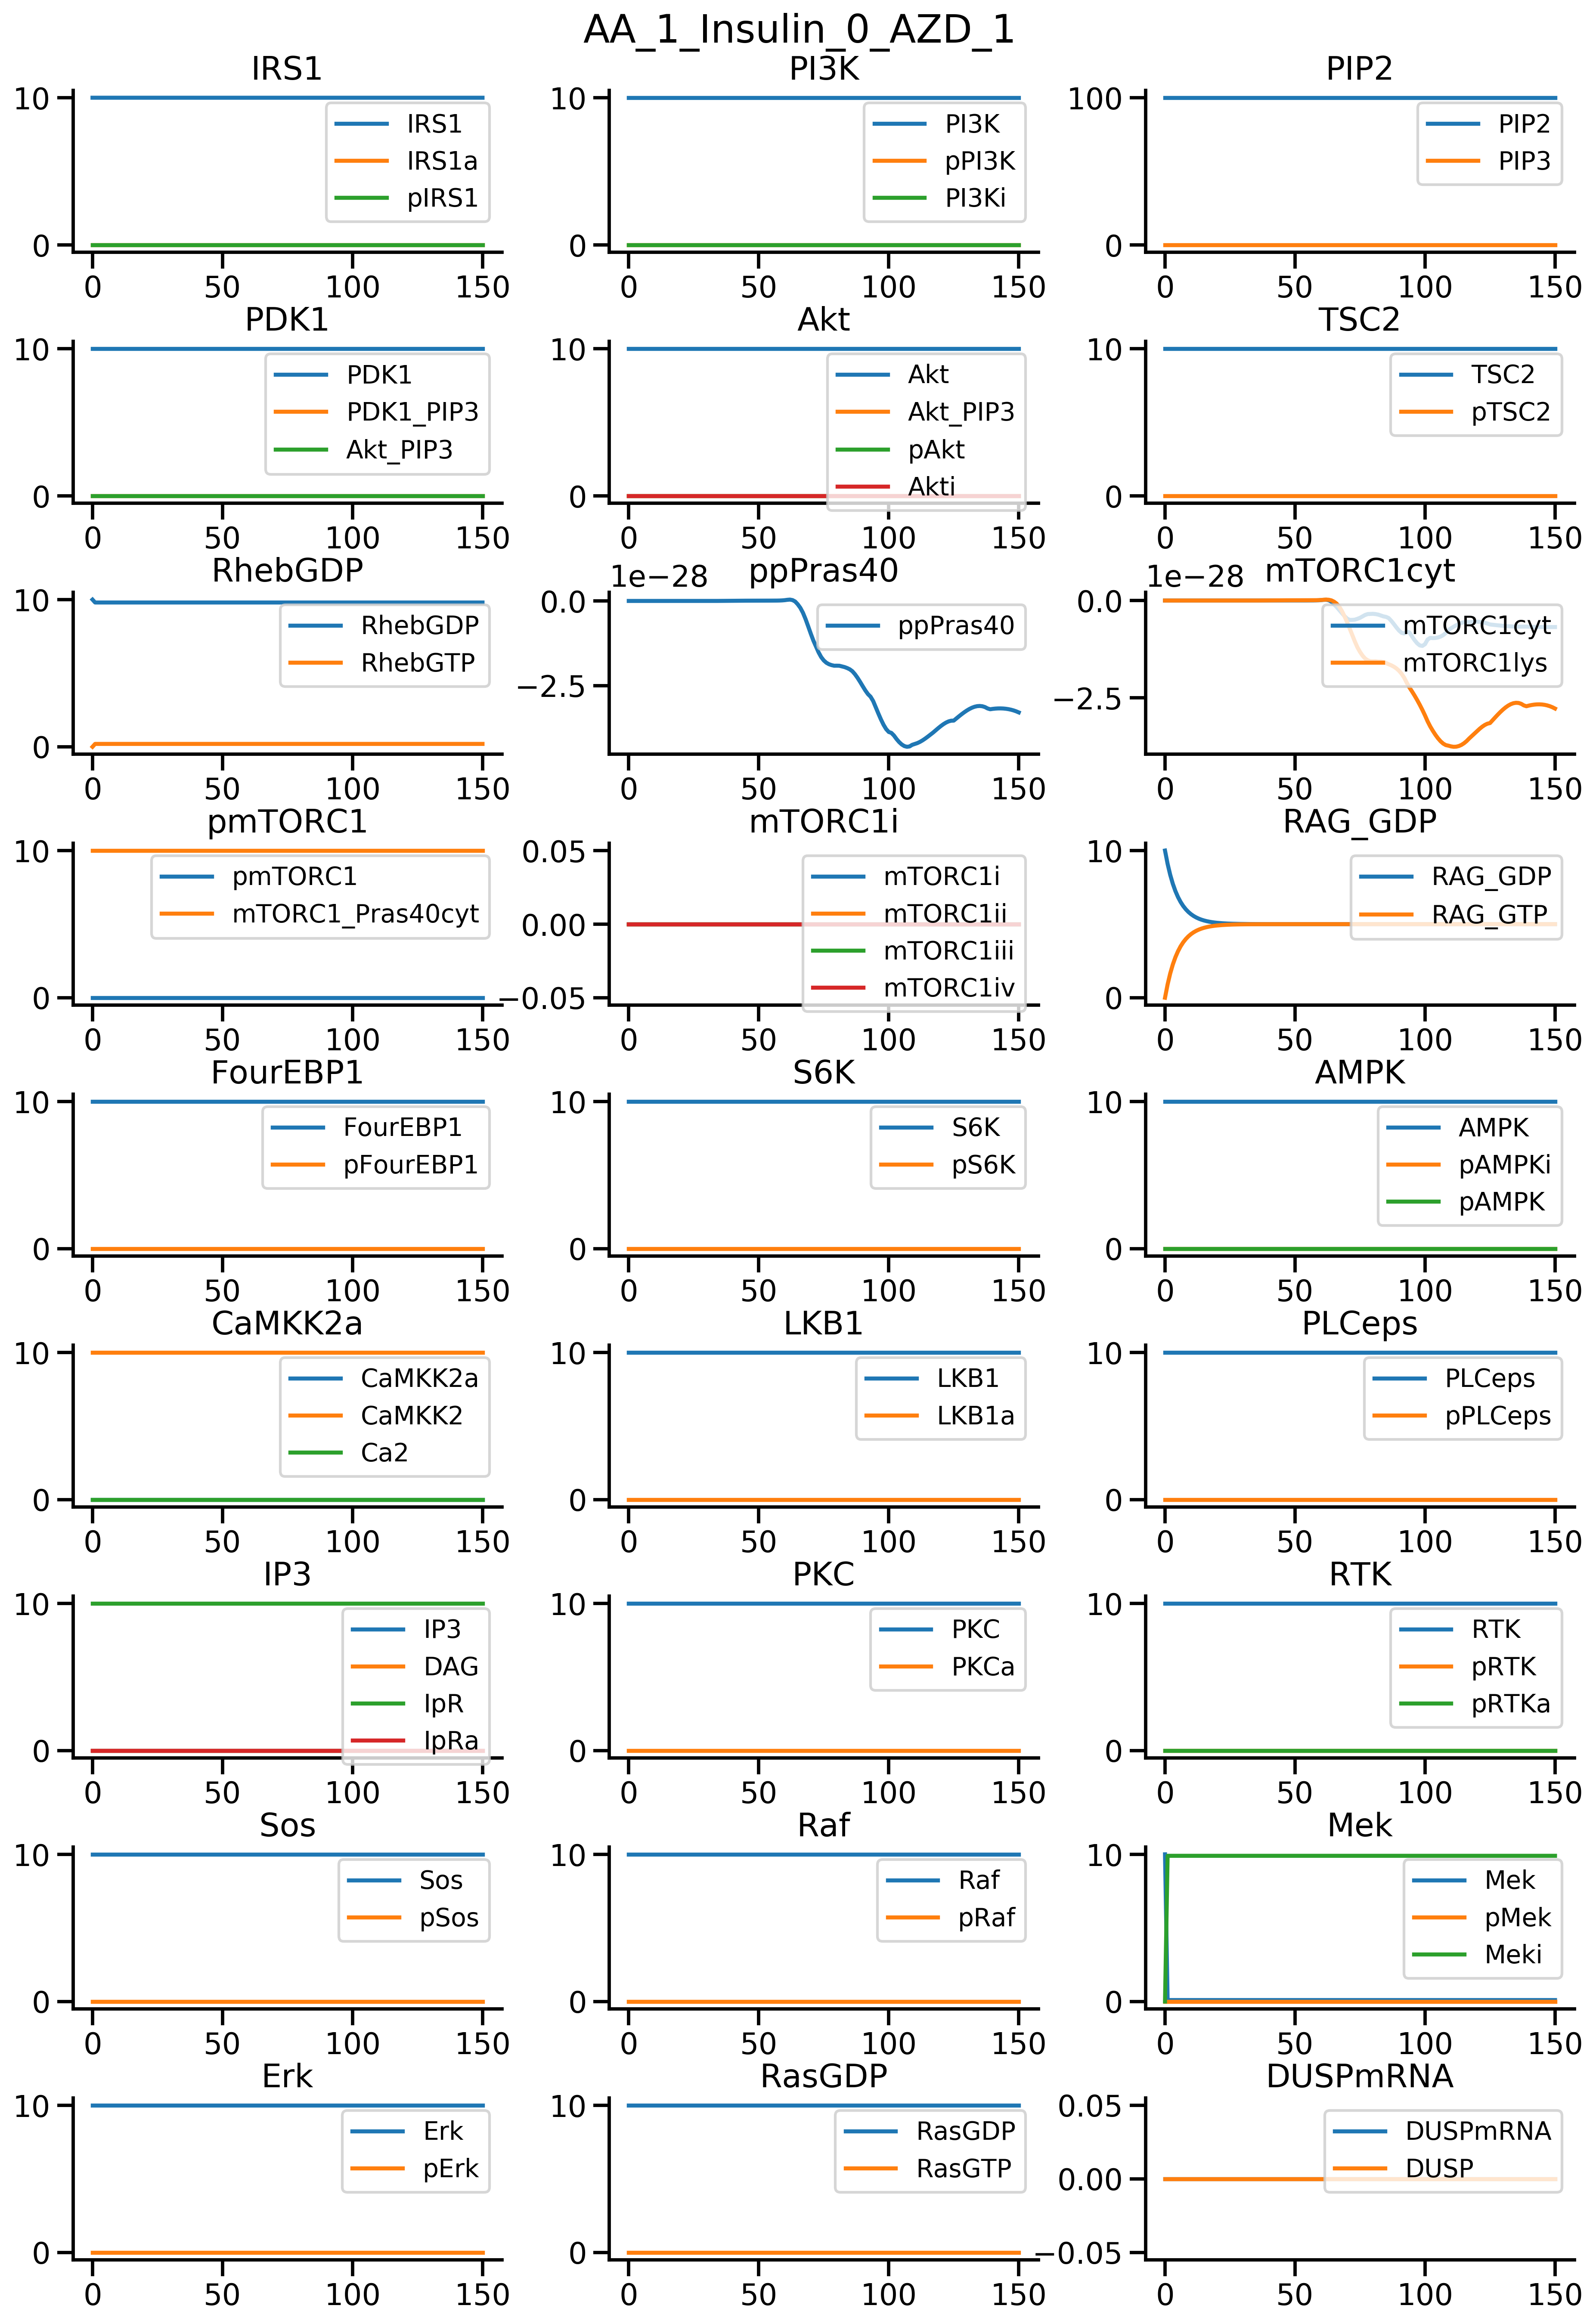 AA_1_Insulin_0_AZD_1
IRS1
10
0
0 50 100 150
IRS1
IRS1a
pIRS1
PI3K
10
0
0 50 100 150
PI3K
pPI3K
PI3Ki
PIP2
100
0
0 50 100 150
PIP2
PIP3
PDK1
10
0
0 50 100 150
PDK1
PDK1_PIP3
Akt_PIP3
Akt
10
0
0 50 100 150
Akt
Akt_PIP3
pAkt
Akti
TSC2
10
0
0 50 100 150
TSC2
pTSC2
RhebGDP
10
0
0 50 100 150
RhebGDP
RhebGTP
1e−28 ppPras40
0.0
−2.5
0 50 100 150
ppPras40
1e−28 mTORC1cyt
0.0
−2.5
0 50 100 150
mTORC1cyt
mTORC1lys
pmTORC1
10
0
0 50 100 150
pmTORC1
mTORC1_Pras40cyt
mTORC1i
0.05
0.00
−0.05
0 50 100 150
mTORC1i
mTORC1ii
mTORC1iii
mTORC1iv
RAG_GDP
10
0
0 50 100 150
RAG_GDP
RAG_GTP
FourEBP1
10
0
0 50 100 150
FourEBP1
pFourEBP1
S6K
10
0
0 50 100 150
S6K
pS6K
AMPK
10
0
0 50 100 150
AMPK
pAMPKi
pAMPK
CaMKK2a
10
0
0 50 100 150
CaMKK2a
CaMKK2
Ca2
LKB1
10
0
0 50 100 150
LKB1
LKB1a
PLCeps
10
0
0 50 100 150
PLCeps
pPLCeps
IP3
10
0
0 50 100 150
IP3
DAG
IpR
IpRa
PKC
10
0
0 50 100 150
PKC
PKCa
RTK
10
0
0 50 100 150
RTK
pRTK
pRTKa
Sos
10
0
0 50 100 150
Sos
pSos
Raf
10
0
0 50 100 150
Raf
pRaf
Mek
10
0
0 50 100 150
Mek
pMek
Meki
Erk
10
0
0 50 100 150
Erk
pErk
RasGDP
10
0
0 50 100 150
RasGDP
RasGTP
DUSPmRNA
0.05
0.00
−0.05
0 50 100 150
DUSPmRNA
DUSP